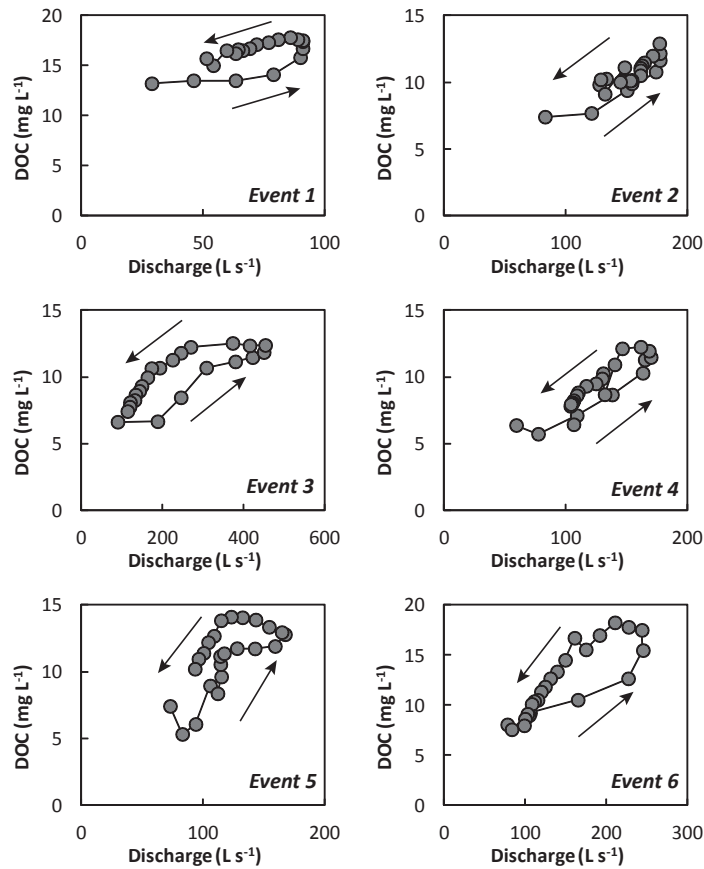 20
15
10
5
0
DOC (mg L⁻¹)
Event 1
0 50 100
Discharge (L s⁻¹)
15
10
5
0
DOC (mg L⁻¹)
Event 2
0 100 200
Discharge (L s⁻¹)
15
10
5
0
DOC (mg L⁻¹)
Event 3
0 200 400 600
Discharge (L s⁻¹)
15
10
5
0
DOC (mg L⁻¹)
Event 4
0 100 200
Discharge (L s⁻¹)
15
10
5
0
DOC (mg L⁻¹)
Event 5
0 100 200
Discharge (L s⁻¹)
20
15
10
5
0
DOC (mg L⁻¹)
Event 6
0 100 200 300
Discharge (L s⁻¹)